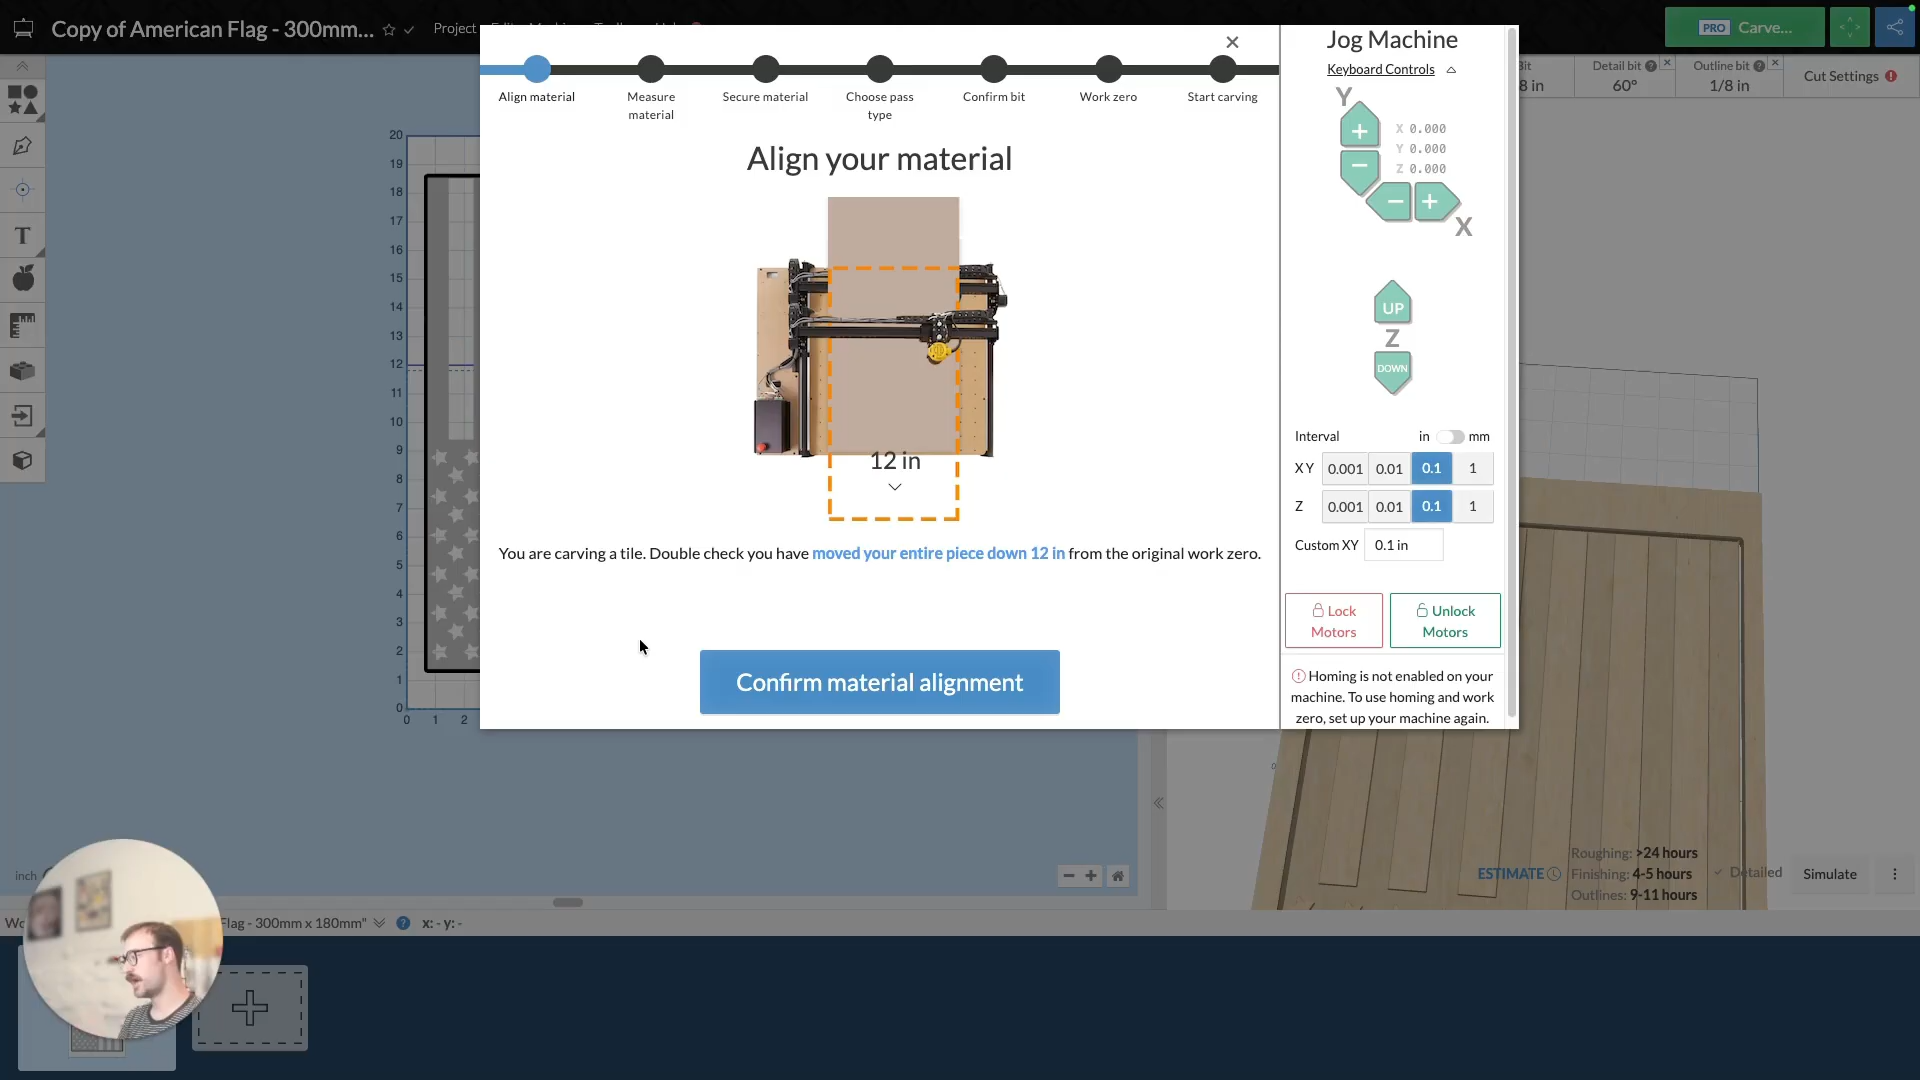 Copy of American Flag - 300mm...
Project
PRO Carve...
Bit
8 in
Detail bit
60°
Outline bit
1/8 in
Cut Settings
Align material
Measure
material
Secure material
Choose pass
type
Confirm bit
Work zero
Start carving
Align your material
12 in
You are carving a tile. Double check you have moved your entire piece down 12 in from the original work zero.
Confirm material alignment
Jog Machine
Keyboard Controls
Y
X 0.000
Y 0.000
Z 0.000
X
UP
Z
DOWN
Interval
in
mm
X Y 0.001 0.01 0.1 1
Z 0.001 0.01 0.1 1
Custom XY 0.1 in
Lock
Motors
Unlock
Motors
Homing is not enabled on your
machine. To use homing and work
zero, set up your machine again.
T
20
19
18
17
16
15
14
13
12
11
10
9
8
7
6
5
4
3
2
1
0
0 1 2
0
inch
ESTIMATE
Roughing: >24 hours
Finishing: 4-5 hours
Outlines: 9-11 hours
Detailed
Simulate
Wo
Flag - 300mm x 180mm"
x: - y: -